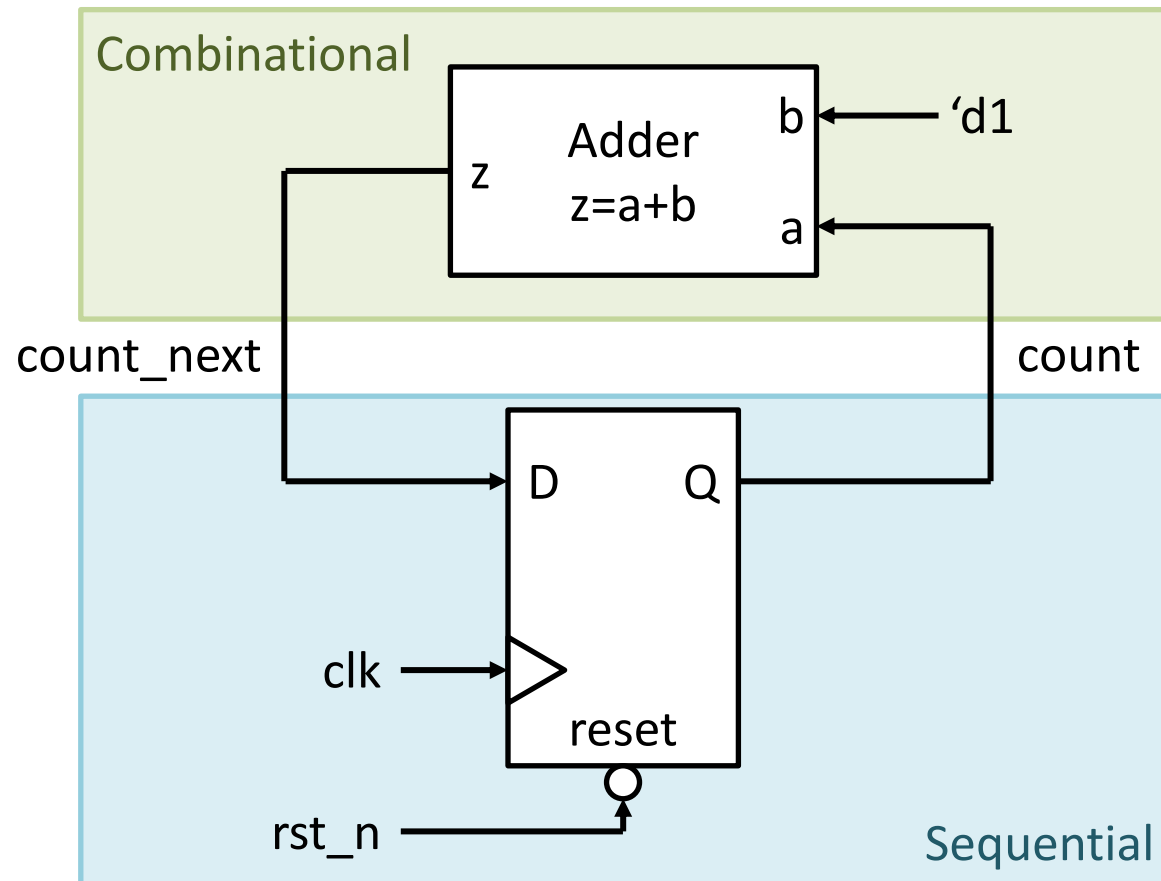 Combinational
Adder
z=a+b
b
‘d1
z
a
count_next
count
D
Q
clk
reset
rst_n
Sequential